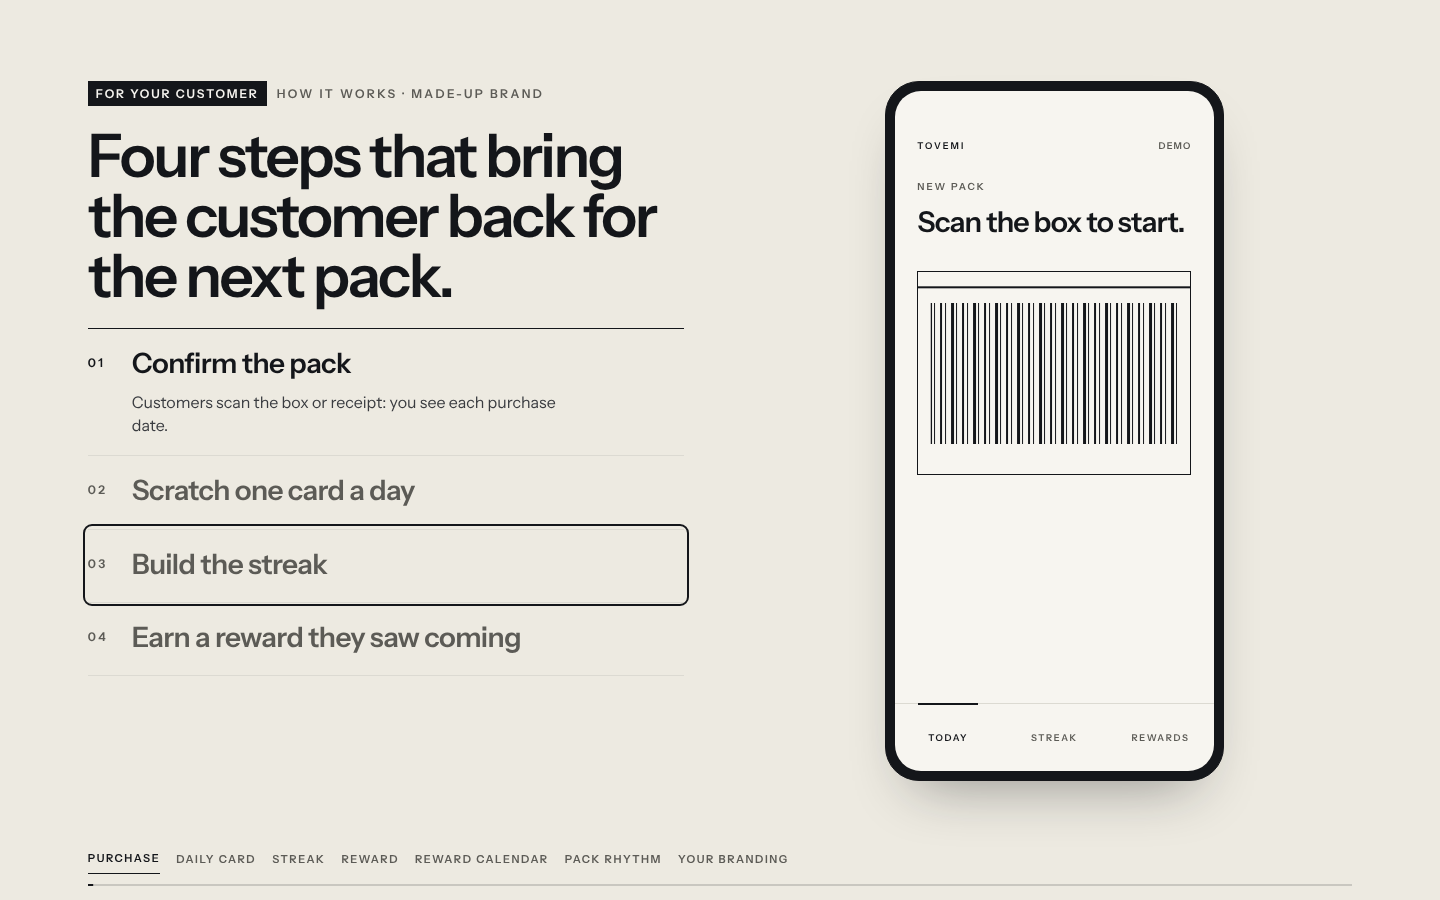 FOR YOUR CUSTOMER HOW IT WORKS · MADE-UP BRAND
Four steps that bring
the customer back for
the next pack.
01 Confirm the pack
Customers scan the box or receipt: you see each purchase
date.
02 Scratch one card a day
03 Build the streak
04 Earn a reward they saw coming
TOVEMI DEMO
NEW PACK
Scan the box to start.
TODAY STREAK REWARDS
PURCHASE DAILY CARD STREAK REWARD REWARD CALENDAR PACK RHYTHM YOUR BRANDING